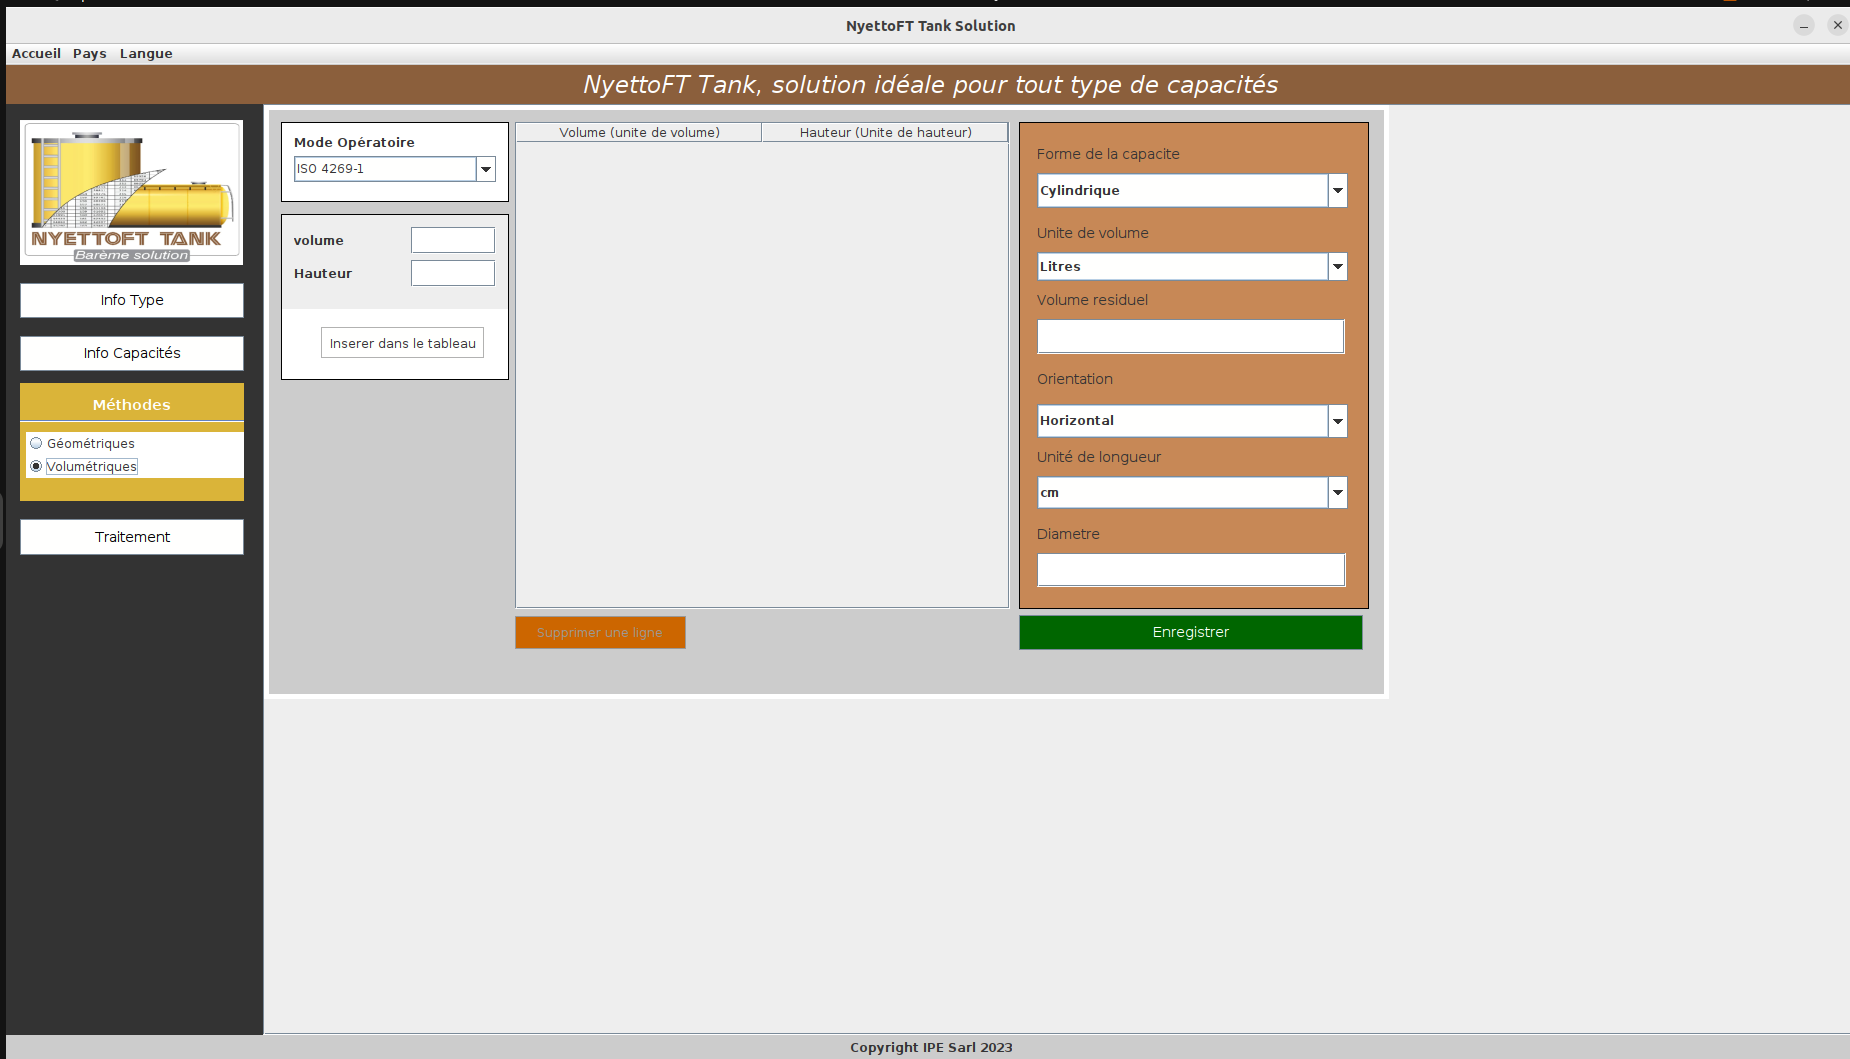 NyettoFT Tank Solution
Accueil Pays Langue
NyettoFT Tank, solution idéale pour tout type de capacités
NYETTOFT TANK
Barème solution
Info Type
Info Capacités
Méthodes
Géométriques
Volumétriques
Traitement
Mode Opératoire
ISO 4269-1
volume
Hauteur
Inserer dans le tableau
Volume (unite de volume) Hauteur (Unite de hauteur)
Supprimer une ligne
Forme de la capacite
Cylindrique
Unite de volume
Litres
Volume residuel
Orientation
Horizontal
Unité de longueur
cm
Diametre
Enregistrer
Copyright IPE Sarl 2023